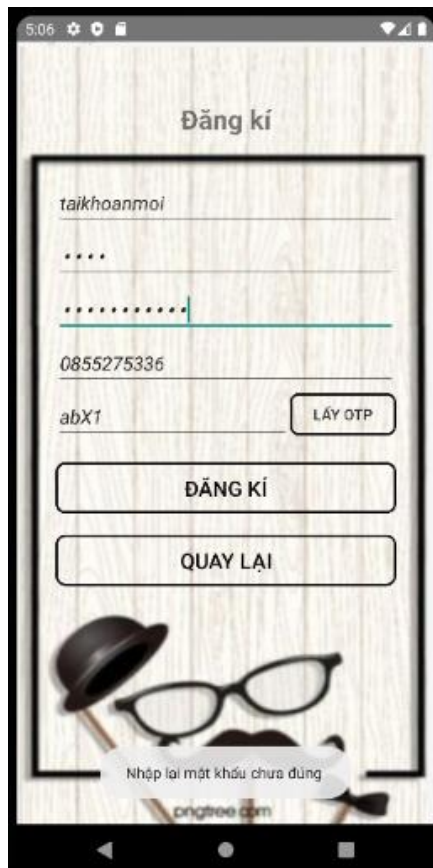 5:06
Đăng kí
taikhoanmoi
••••
•••••••••••
0855275336
abX1
LẤY OTP
ĐĂNG KÍ
QUAY LẠI
Nhập lại mật khẩu chưa đúng
pngtree.com